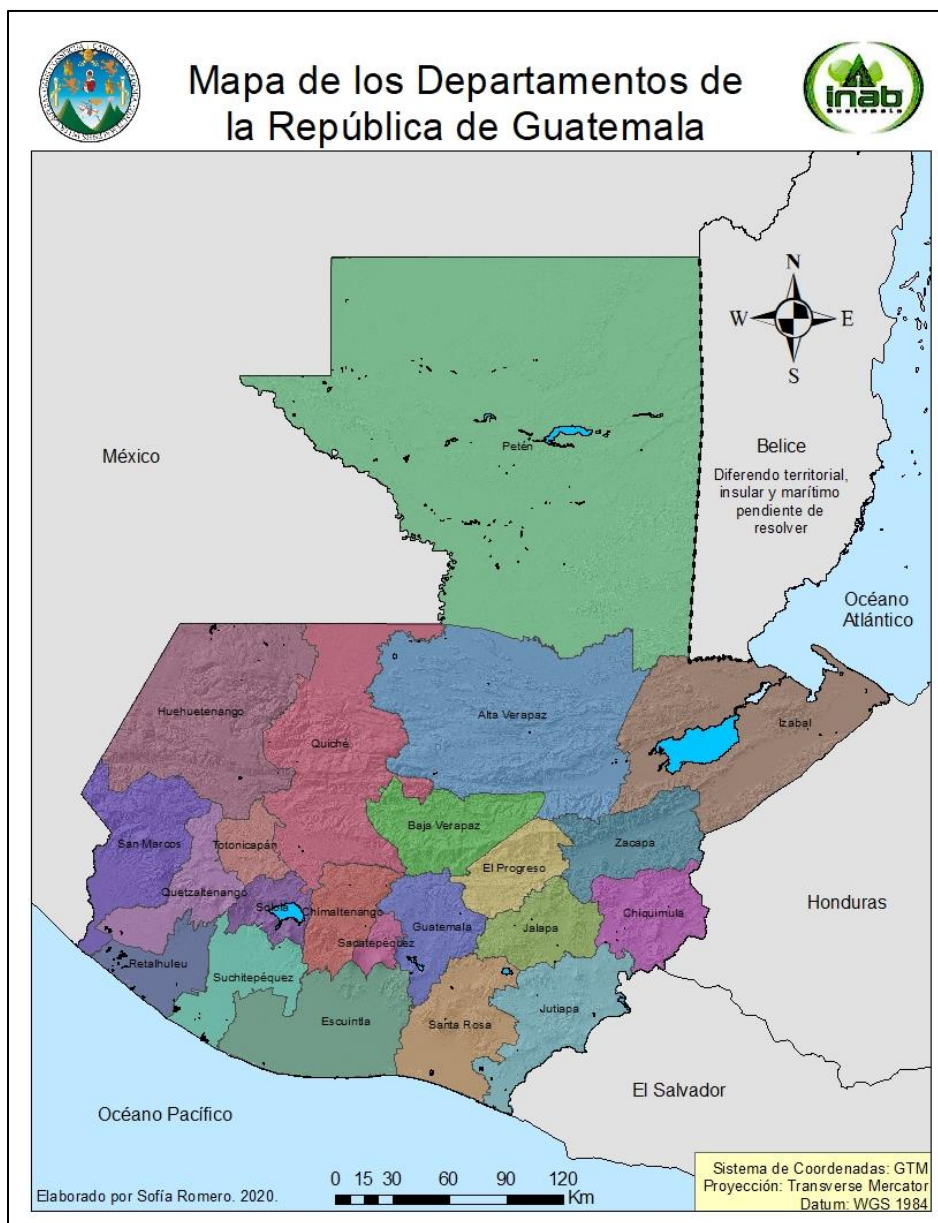 Mapa de los Departamentos de
la República de Guatemala
inab
Guatemala
N
W
E
S
México
Petén
Belice
Diferendo territorial,
insular y marítimo
pendiente de
resolver
Océano
Atlántico
Huehuetenango
Quiché
Alta Verapaz
Izabal
San Marcos
Totonicapán
Baja Verapaz
Zacapa
El Progreso
Quetzaltenango
Sololá
Chimaltenango
Guatemala
Jalapa
Chiquimula
Honduras
Sacatepéquez
Retalhuleu
Suchitepéquez
Escuintla
Santa Rosa
Jutiapa
El Salvador
Océano Pacífico
0 15 30 60 90 120
Km
Elaborado por Sofía Romero. 2020.
Sistema de Coordenadas: GTM
Proyección: Transverse Mercator
Datum: WGS 1984